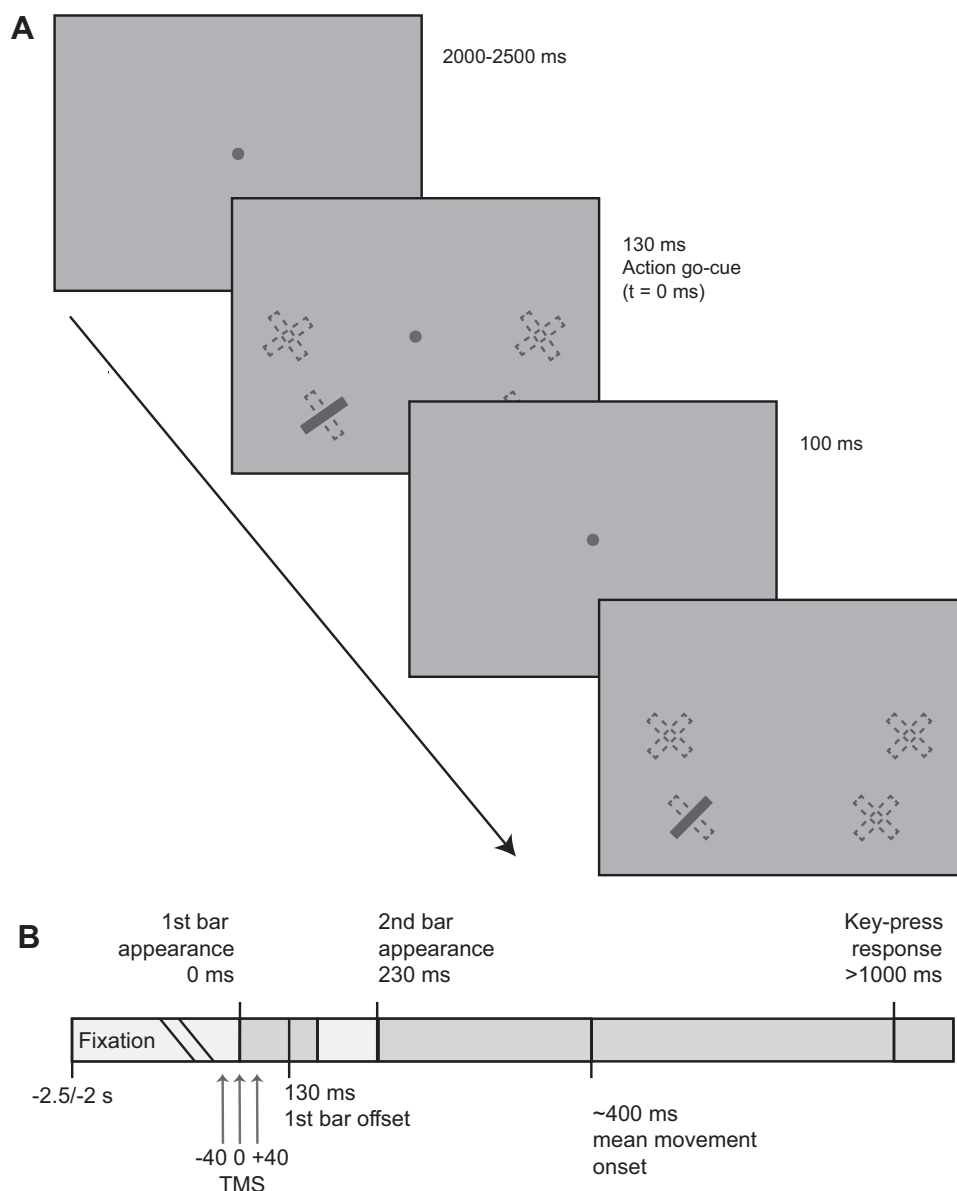 A
2000-2500 ms
130 ms
Action go-cue
(t = 0 ms)
100 ms
B
1st bar
appearance
0 ms
2nd bar
appearance
230 ms
Key-press
response
>1000 ms
Fixation
-2.5/-2 s
130 ms
1st bar offset
~400 ms
mean movement
onset
-40 0 +40
TMS